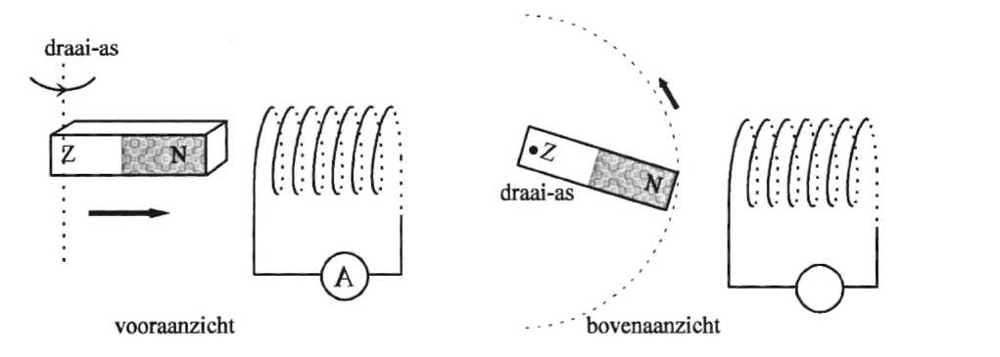 draai-as
Z N
A
vooraanzicht
Z
N
draai-as
bovenaanzicht